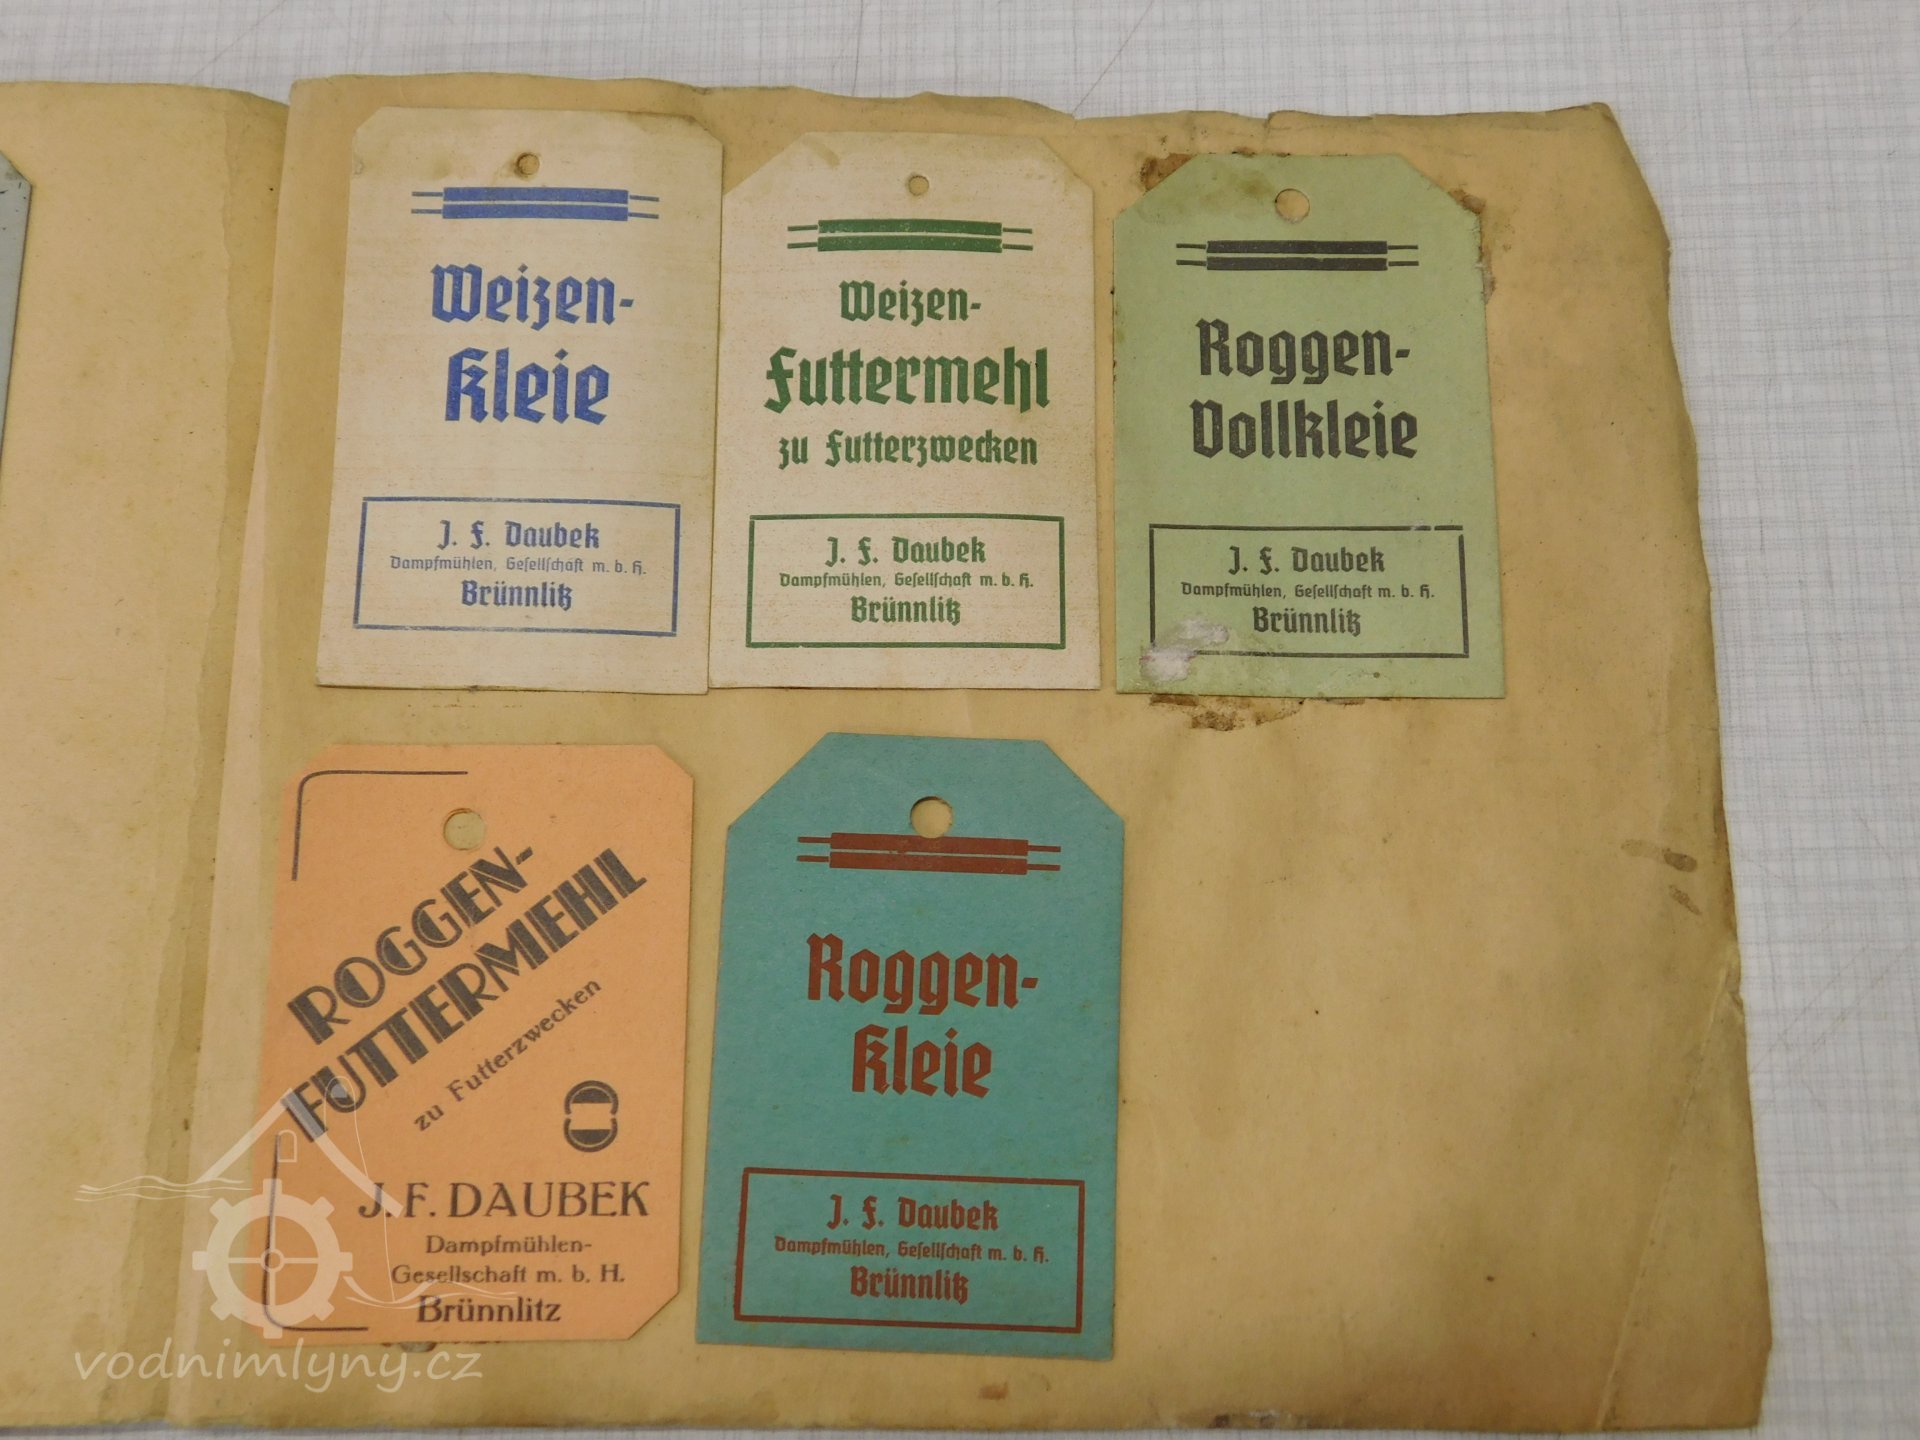 Weizen-
Kleie
J. F. Daubek
Dampfmühlen, Geſellſchaft m. b. H.
Brünnlitz
Weizen-
Futtermehl
zu Futterzwecken
J. F. Daubek
Dampfmühlen, Geſellſchaft m. b. H.
Brünnlitz
Roggen-
Vollkleie
J. F. Daubek
Dampfmühlen, Geſellſchaft m. b. H.
Brünnlitz
ROGGEN-
FUTTERMEHL
zu Futterzwecken
J. F. DAUBEK
Dampfmühlen-
Gesellschaft m. b. H.
Brünnlitz
Roggen-
Kleie
J. F. Daubek
Dampfmühlen, Geſellſchaft m. b. H.
Brünnlitz
vodnimlyny.cz